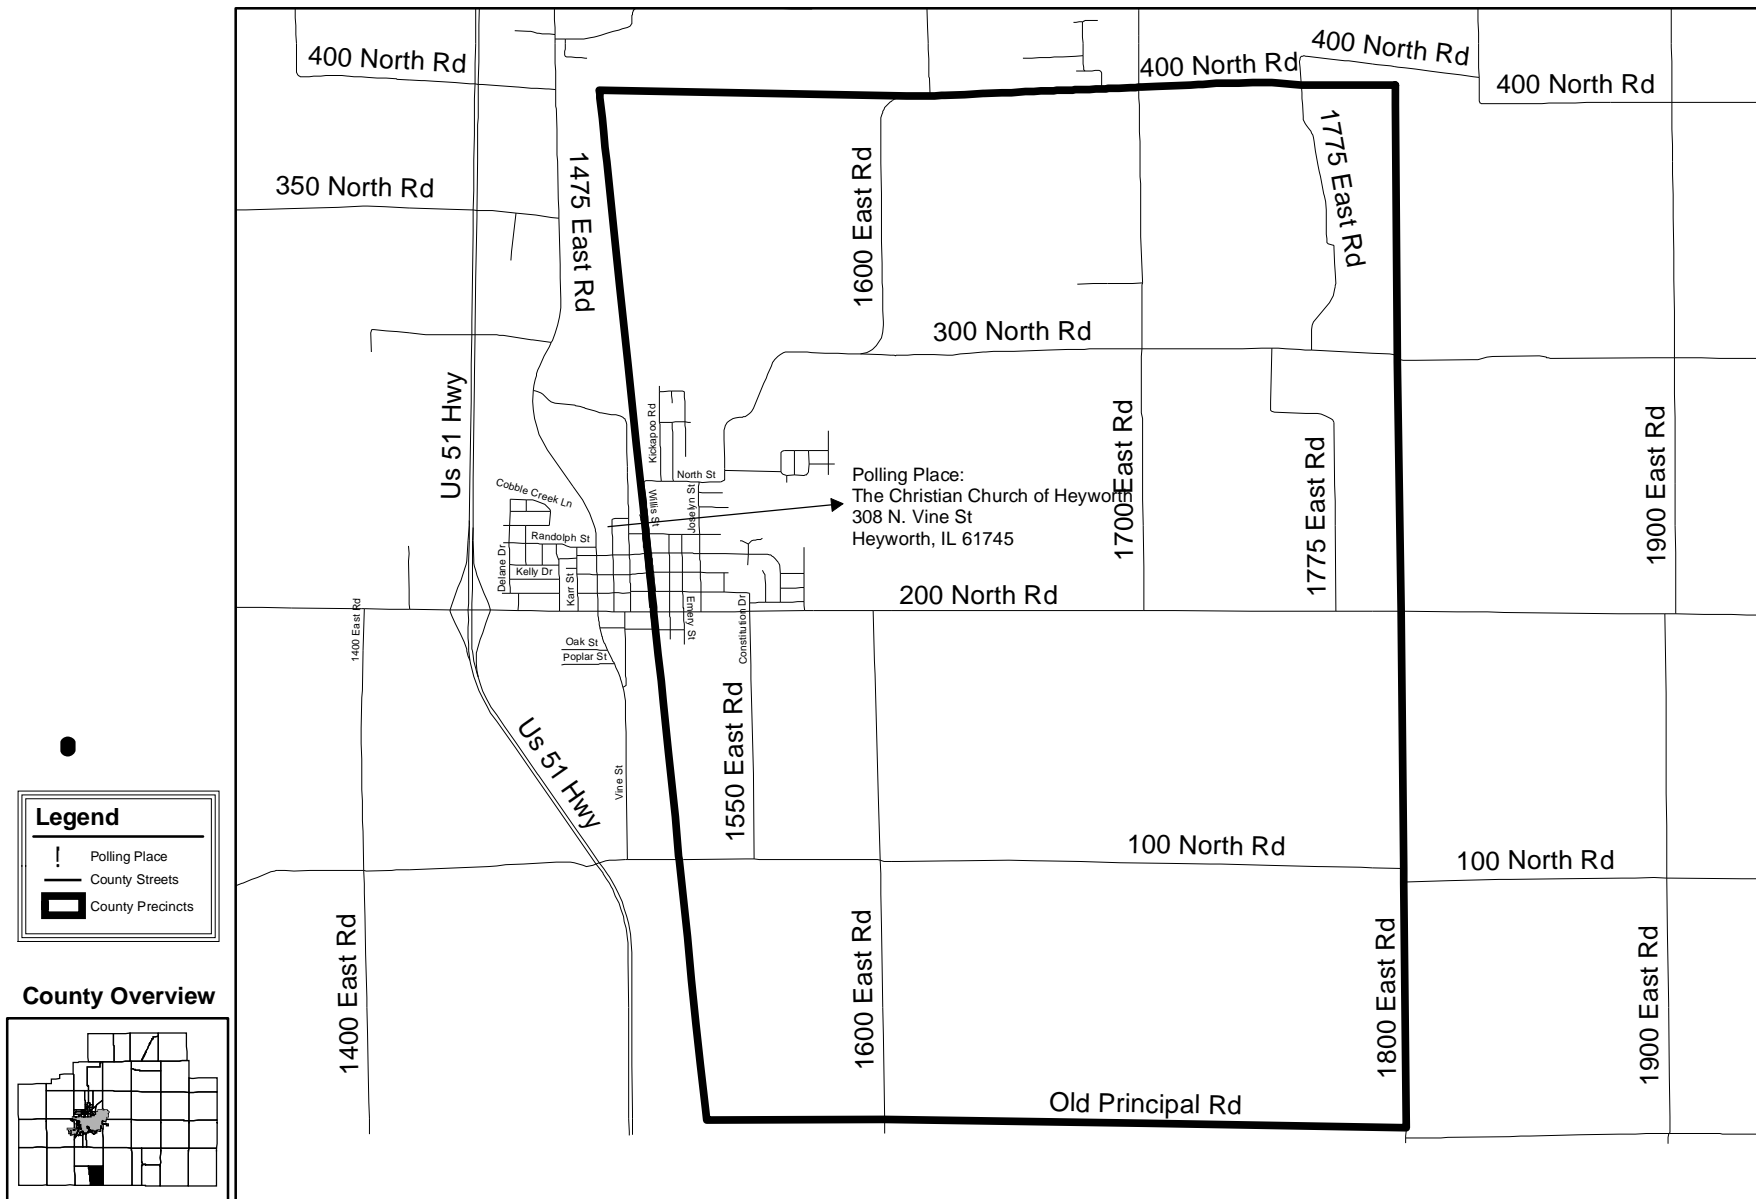 400 North Rd
400 North Rd
400 North Rd
400 North Rd
350 North Rd
1475 East Rd
1600 East Rd
1775 East Rd
300 North Rd
Us 51 Hwy
Kickapoo Rd
North St
Willis St
Joselyn St
Cobble Creek Ln
Randolph St
Delane Dr
Kelly Dr
Karr St
Polling Place:
The Christian Church of Heyworth
308 N. Vine St
Heyworth, IL 61745
1700 East Rd
1775 East Rd
1900 East Rd
200 North Rd
1400 East Rd
Emery St
Constitution Dr
Oak St
Poplar St
Us 51 Hwy
Vine St
1550 East Rd
100 North Rd
100 North Rd
1400 East Rd
1600 East Rd
1800 East Rd
1900 East Rd
Old Principal Rd
Legend
! Polling Place
County Streets
County Precincts
County Overview